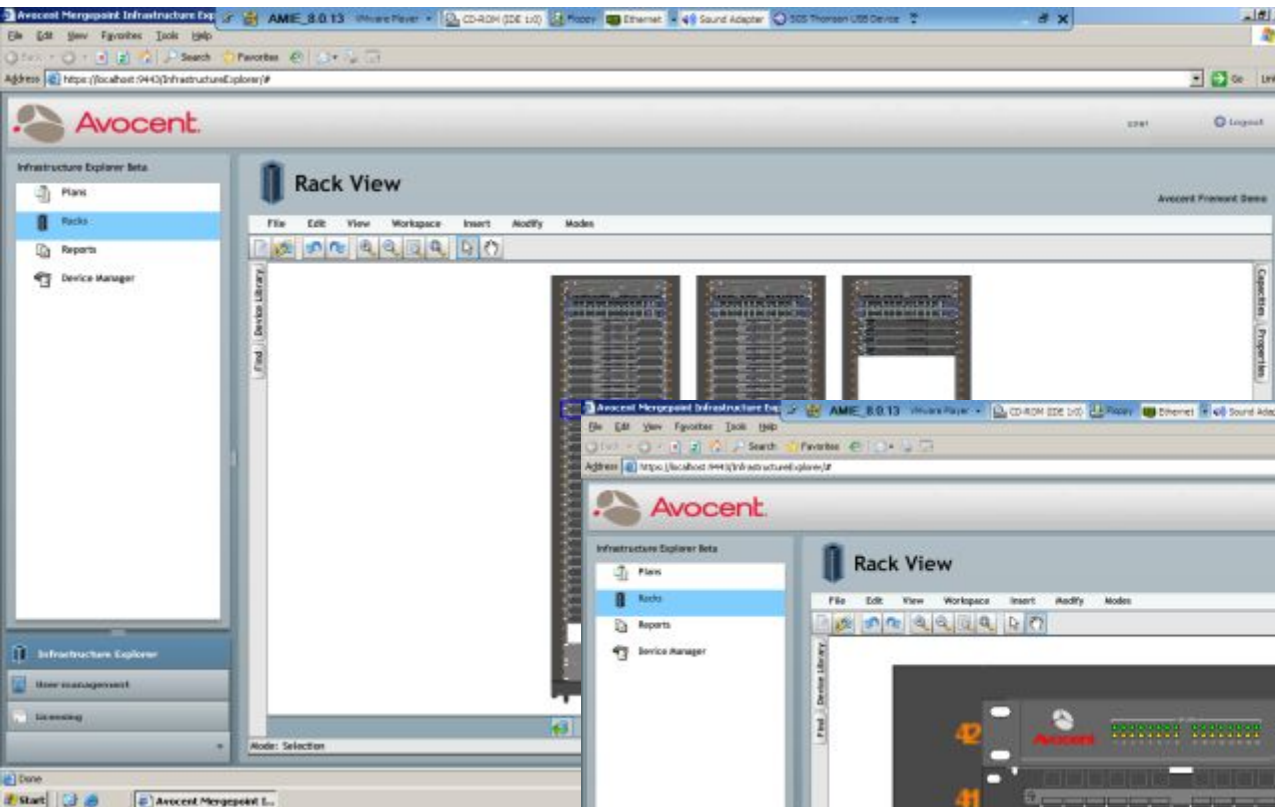 Avocent Mergepoint Infrastructure Exp
AMIE_8.0.13 VMware Player CD-ROM (IDE 1:0) Floppy Ethernet Sound Adapter SCS Thomson USB Device
File Edit View Favorites Tools Help
Search Favorites
Address https://localhost:9443/InfrastructureExplorer/# Go
Avocent.
user Logout
Infrastructure Explorer Beta
Plans
Racks
Reports
Device Manager
Rack View
Avocent Fremont Demo
File Edit View Workspace Insert Modify Modes
Device Library
Find
Capacities
Properties
Infrastructure Explorer
User management
Licensing
Mode: Selection
Done
Start Avocent Mergepoint I...
Avocent Mergepoint Infrastructure Exp
AMIE_8.0.13 VMware Player CD-ROM (IDE 1:0) Floppy Ethernet Sound Adap
File Edit View Favorites Tools Help
Search Favorites
Address https://localhost:9443/InfrastructureExplorer/#
Avocent.
Infrastructure Explorer Beta
Plans
Racks
Reports
Device Manager
Rack View
File Edit View Workspace Insert Modify Modes
Device Library
Find
42
Avocent
41